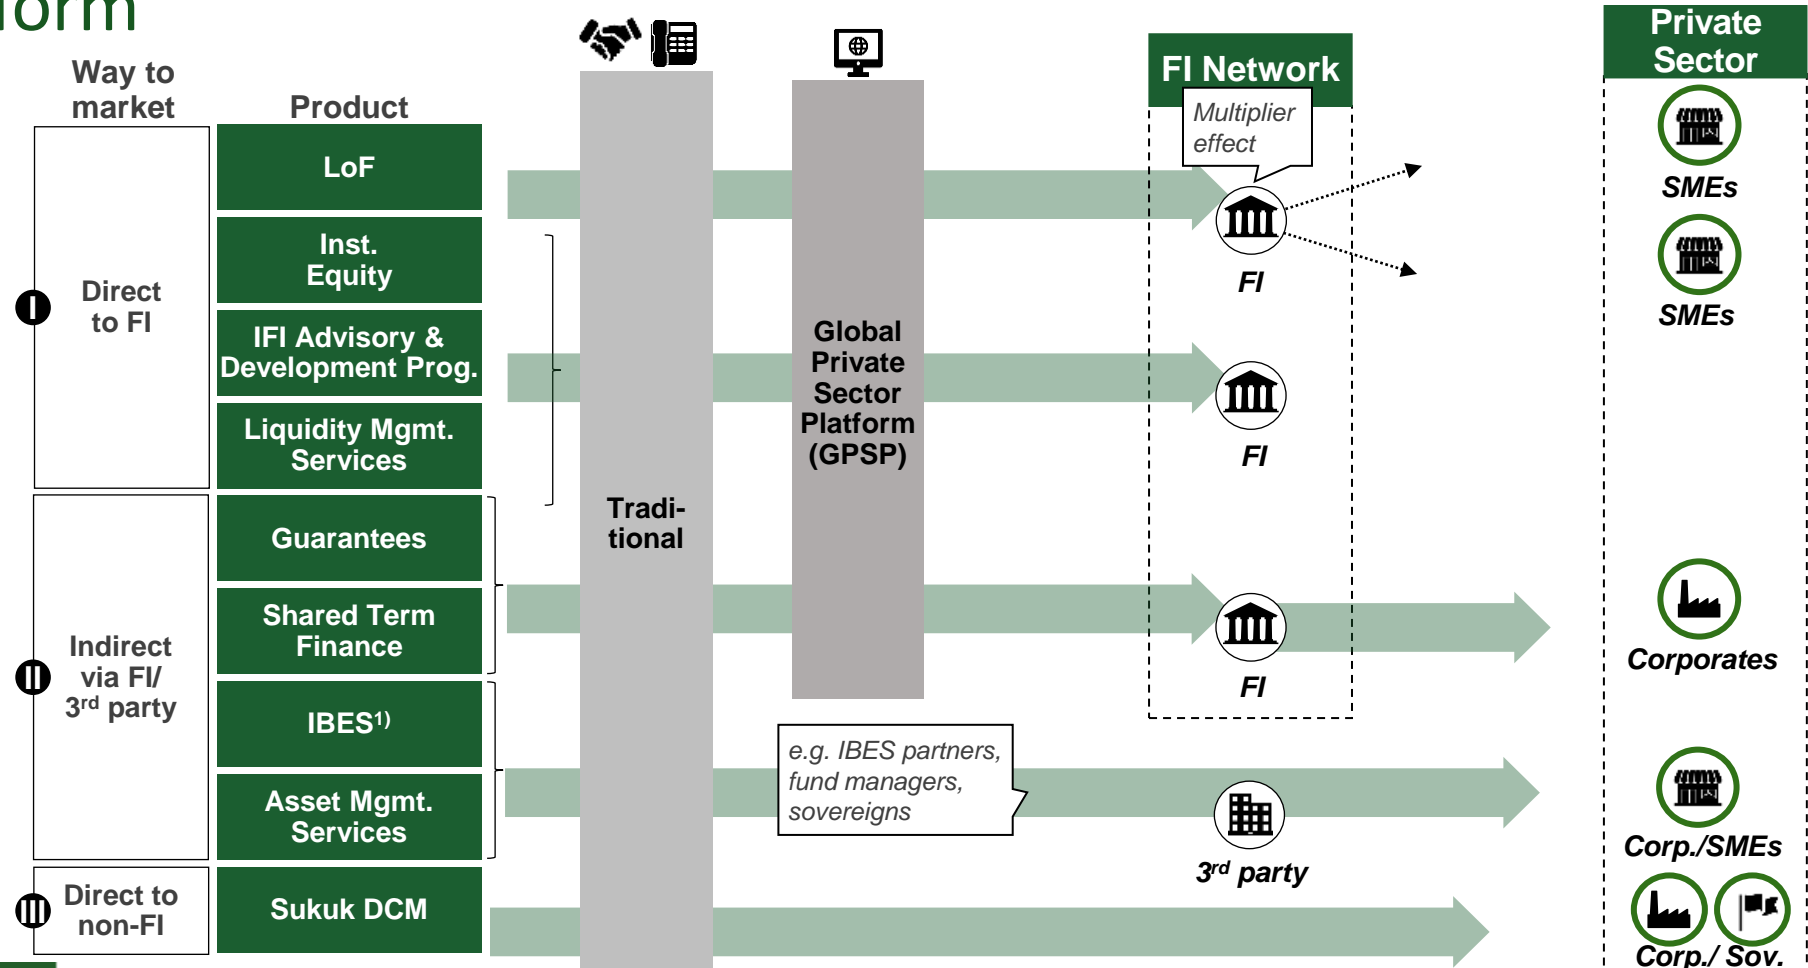 form
Way to
market
Product
FI Network
Private
Sector
Multiplier
effect
I
Direct
to FI
LoF
Inst.
Equity
IFI Advisory &
Development Prog.
Liquidity Mgmt.
Services
II
Indirect
via FI/
3rd party
Guarantees
Shared Term
Finance
IBES1)
Asset Mgmt.
Services
III
Direct to
non-FI
Sukuk DCM
Tradi-
tional
Global
Private
Sector
Platform
(GPSP)
e.g. IBES partners,
fund managers,
sovereigns
FI
FI
FI
3rd party
SMEs
SMEs
Corporates
Corp./SMEs
Corp./ Sov.